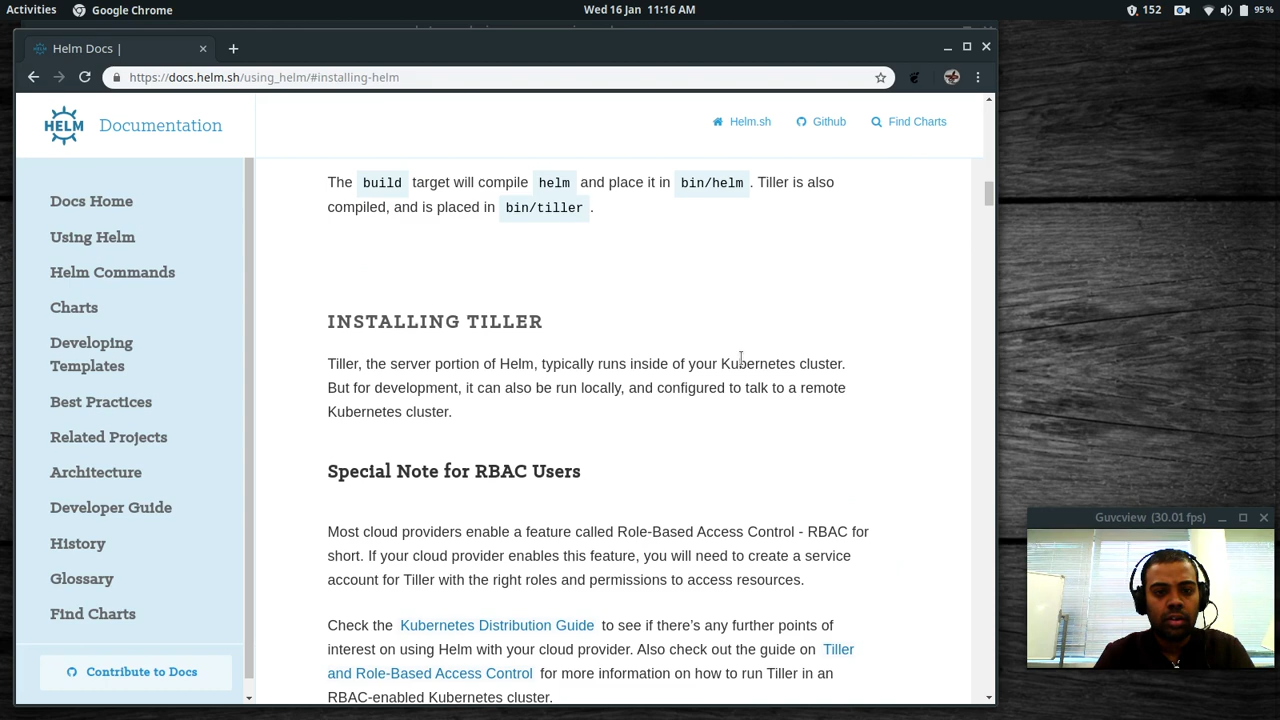 Activities
Google Chrome
Wed 16 Jan 11:16 AM
152
95%
Helm Docs |
https://docs.helm.sh/using_helm/#installing-helm
HELM Documentation
Helm.sh
Github
Find Charts
Docs Home
Using Helm
Helm Commands
Charts
Developing
Templates
Best Practices
Related Projects
Architecture
Developer Guide
History
Glossary
Find Charts
Contribute to Docs
The build target will compile helm and place it in bin/helm. Tiller is also
compiled, and is placed in bin/tiller.
INSTALLING TILLER
Tiller, the server portion of Helm, typically runs inside of your Kubernetes cluster.
But for development, it can also be run locally, and configured to talk to a remote
Kubernetes cluster.
Special Note for RBAC Users
Most cloud providers enable a feature called Role-Based Access Control - RBAC for
short. If your cloud provider enables this feature, you will need to create a service
account for Tiller with the right roles and permissions to access resources.
Check the Kubernetes Distribution Guide to see if there's any further points of
interest on using Helm with your cloud provider. Also check out the guide on Tiller
and Role-Based Access Control for more information on how to run Tiller in an
RBAC-enabled Kubernetes cluster.
Guvcview (30.01 fps)